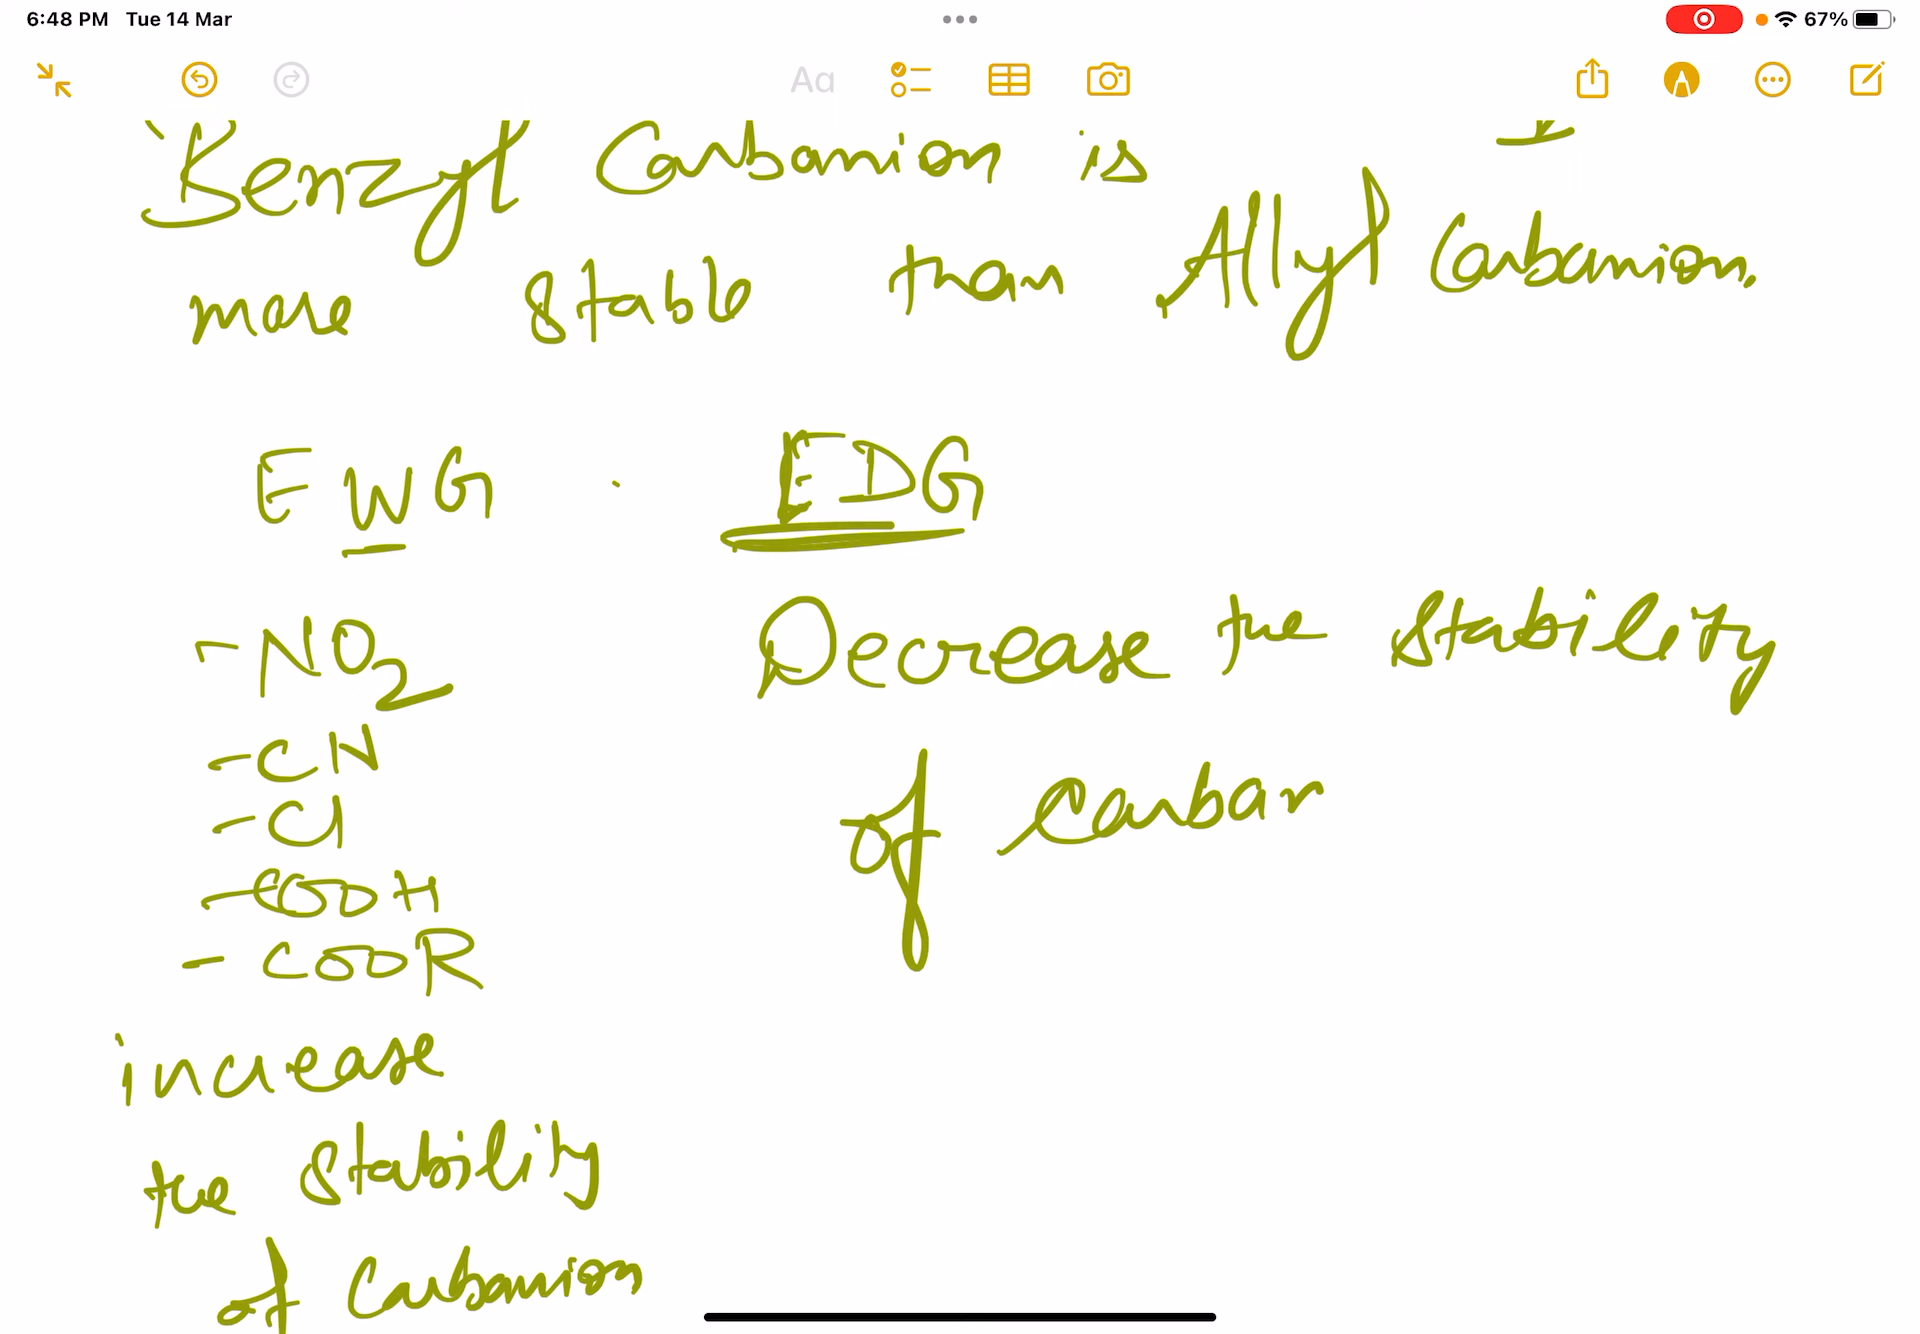 6:48 PM Tue 14 Mar
67%
Aa
Benzyl Carbanion is
more stable than Allyl Carbanion.
EWG . EDG
-NO2
Decrease the stability
-CN
of carban
-Cl
-COOH
-COOR
increase
the stability
of Carbanion